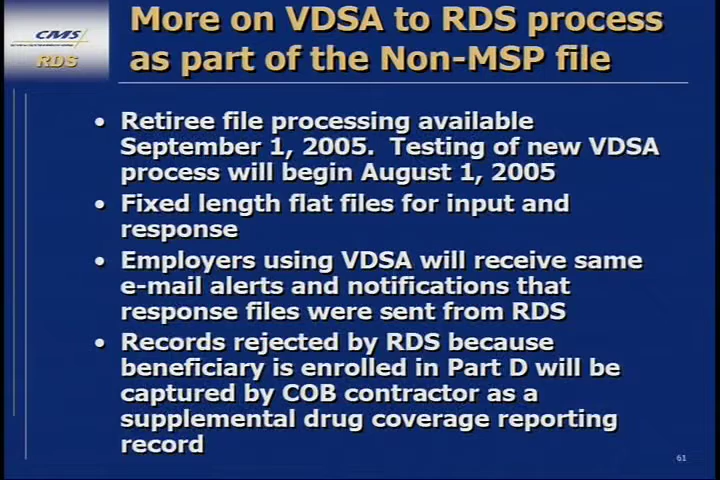 More on VDSA to RDS process
as part of the Non-MSP file
CMS
RDS
• Retiree file processing available
September 1, 2005. Testing of new VDSA
process will begin August 1, 2005
• Fixed length flat files for input and
response
• Employers using VDSA will receive same
e-mail alerts and notifications that
response files were sent from RDS
• Records rejected by RDS because
beneficiary is enrolled in Part D will be
captured by COB contractor as a
supplemental drug coverage reporting
record
61